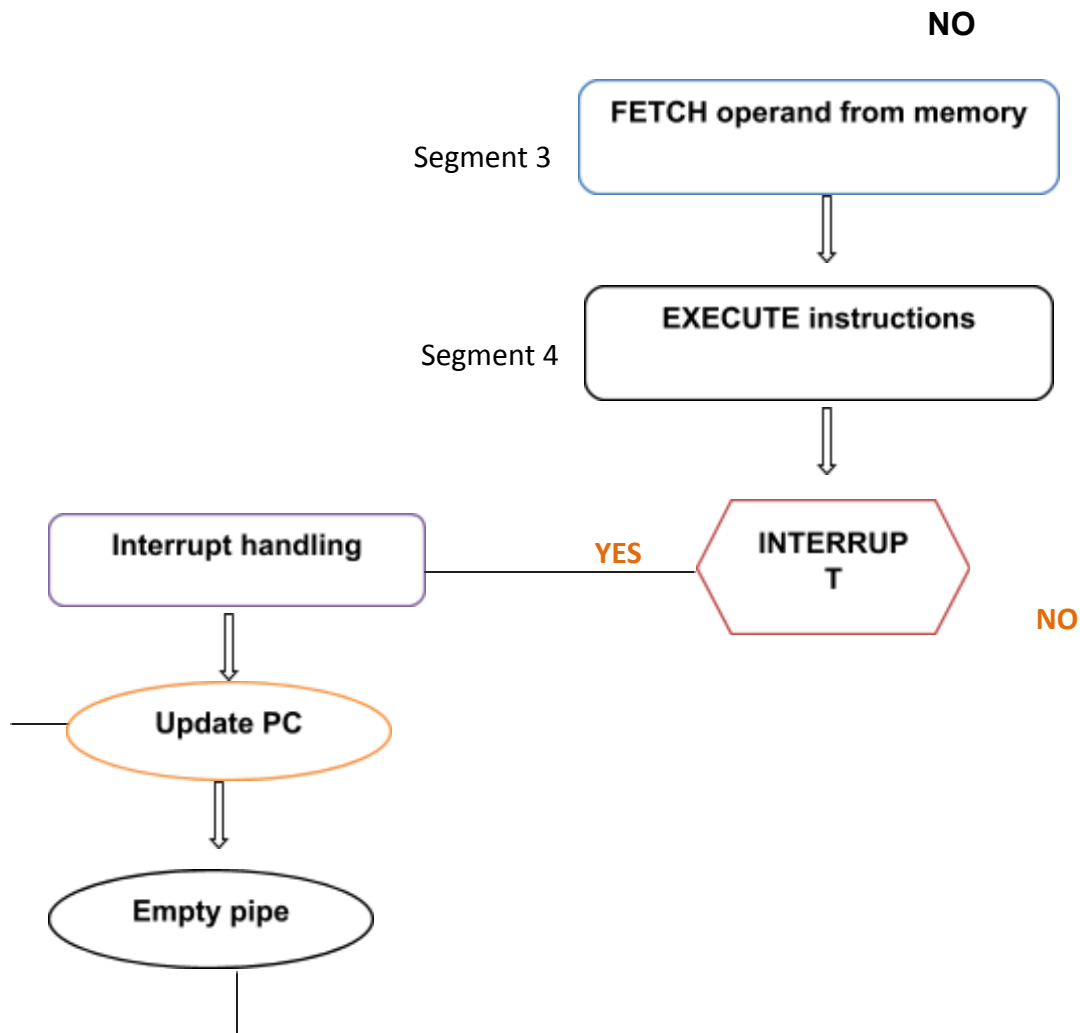 NO
FETCH operand from memory
Segment 3
EXECUTE instructions
Segment 4
INTERRUP
T
YES
Interrupt handling
NO
Update PC
Empty pipe